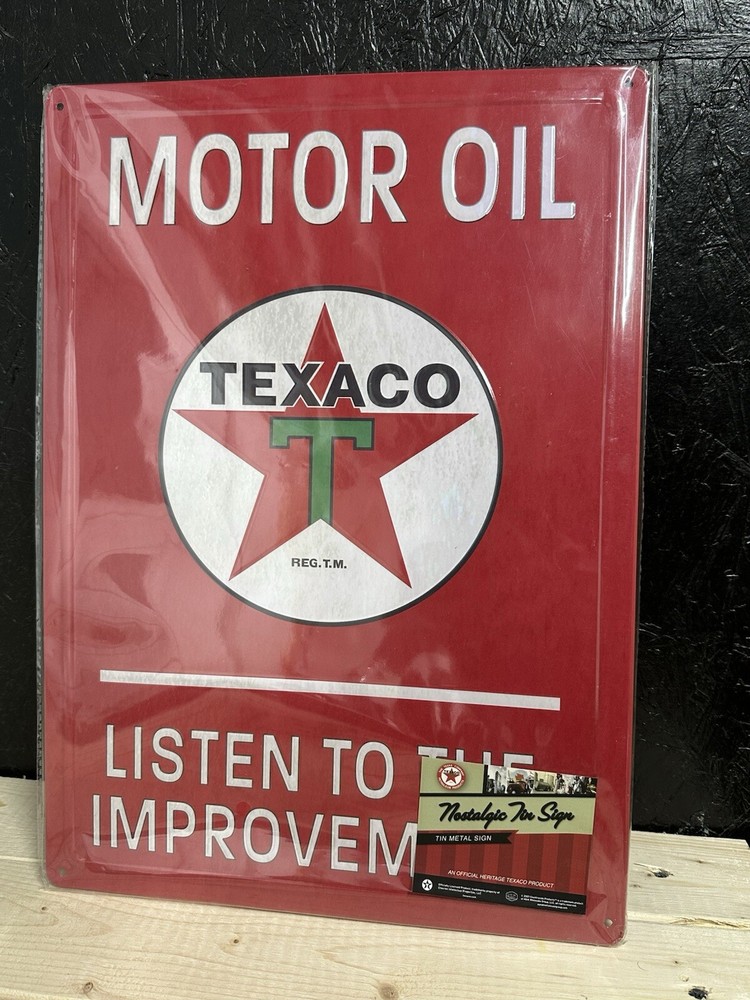 MOTOR OIL
TEXACO
T
REG.T.M.
LISTEN TO THE
IMPROVEM
Nostalgic Tin Sign
TIN METAL SIGN
AN OFFICIAL HERITAGE TEXACO PRODUCT